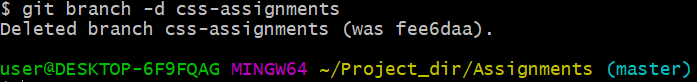 $ git branch -d css-assignments
Deleted branch css-assignments (was fee6daa).
user@DESKTOP-6F9FQAG MINGW64 ~/Project_dir/Assignments (master)